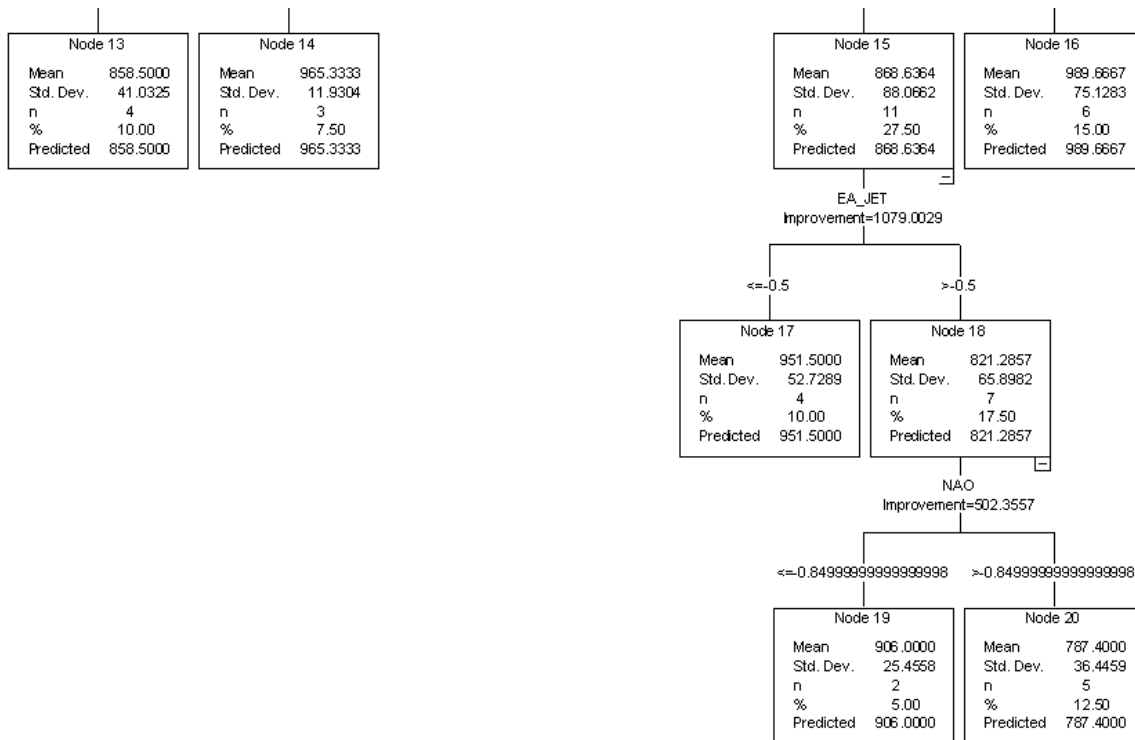 Node 13
Mean 858.5000
Std. Dev. 41.0325
n 4
% 10.00
Predicted 858.5000
Node 14
Mean 965.3333
Std. Dev. 11.9304
n 3
% 7.50
Predicted 965.3333
Node 15
Mean 868.6364
Std. Dev. 88.0662
n 11
% 27.50
Predicted 868.6364
Node 16
Mean 989.6667
Std. Dev. 75.1283
n 6
% 15.00
Predicted 989.6667
EA_JET
Improvement=1079.0029
<=-0.5
>-0.5
Node 17
Mean 951.5000
Std. Dev. 52.7289
n 4
% 10.00
Predicted 951.5000
Node 18
Mean 821.2857
Std. Dev. 65.8982
n 7
% 17.50
Predicted 821.2857
NAO
Improvement=502.3557
<=-0.84999999999999998
>-0.84999999999999998
Node 19
Mean 906.0000
Std. Dev. 25.4558
n 2
% 5.00
Predicted 906.0000
Node 20
Mean 787.4000
Std. Dev. 36.4459
n 5
% 12.50
Predicted 787.4000